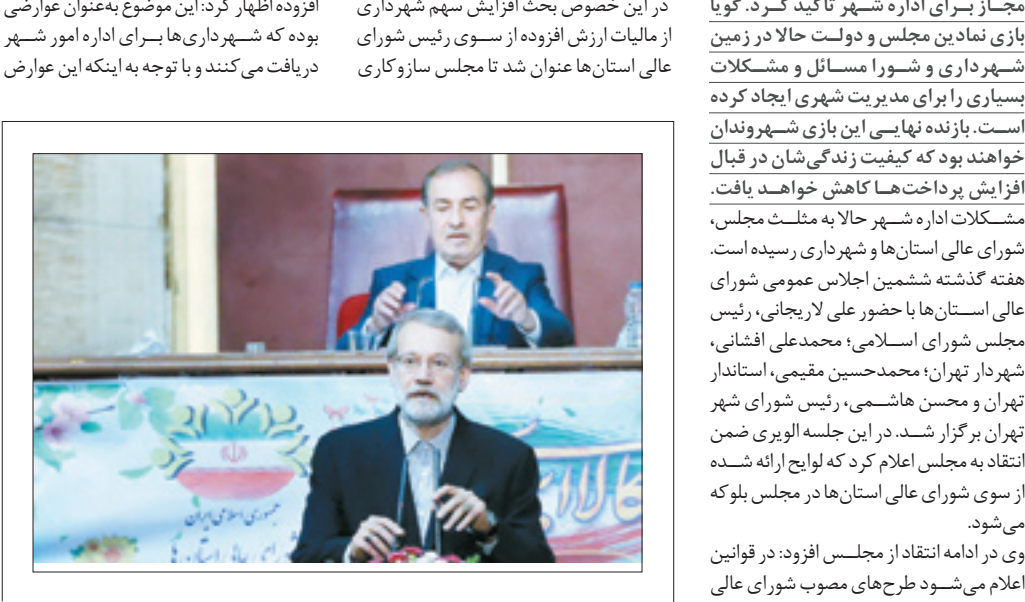 مجــاز بــرای اداره شــهر تأکید کــرد. گویا
بازی نمادین مجلس و دولــت حالا در زمین
شــهرداری و شــورا مســائل و مشــکلات
بسیاری را برای مدیریت شهری ایجاد کرده
اســت. بازنده نهایــی این بازی شــهروندان
خواهند بود که کیفیت زندگی‌شان در قبال
افزایش پرداخت‌هــا کاهش خواهــد یافت.
مشــکلات اداره شــهر حالا به مثلــث مجلس،
شورای عالی استان‌ها و شهرداری رسیده است.
هفته گذشته ششمین اجلاس عمومی شورای
عالی اســتان‌ها با حضور علی لاریجانی، رئیس
مجلس شورای اســلامی؛ محمدعلی افشانی،
شهردار تهران؛ محمدحسین مقیمی، استاندار
تهران و محسن هاشــمی، رئیس شورای شهر
تهران برگزار شــد. در این جلسه الویری ضمن
انتقاد به مجلس اعلام کرد که لوایح ارائه شــده
از سوی شورای عالی استان‌ها در مجلس بلوکه
می‌شود.
وی در ادامه انتقاد از مجلــس افزود: در قوانین
اعلام می‌شــود طرح‌های مصوب شورای عالی
در این خصوص بحث افزایش سهم شهرداری
از مالیات ارزش افزوده از ســوی رئیس شورای
عالی استان‌ها عنوان شد تا مجلس سازوکاری
افزوده اظهار کرد: این موضوع به‌عنوان عوارضی
بوده که شــهرداری‌ها بــرای اداره امور شــهر
دریافت می‌کنند و با توجه به اینکه این عوارض
جمهوری اسلامی ایران
شورای عالی استان‌ها
کالا